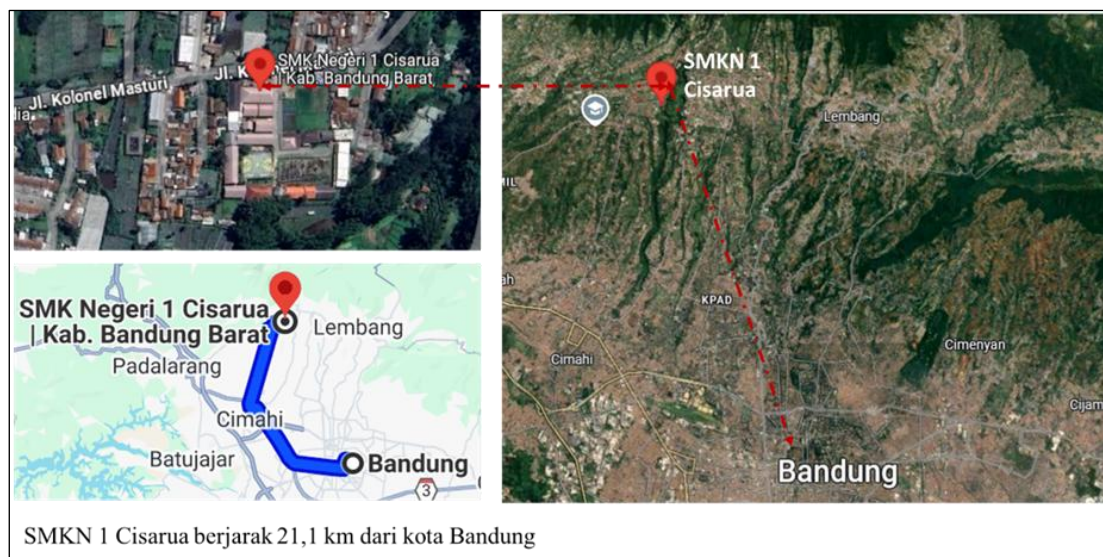 SMK Negeri 1 Cisarua
| Kab. Bandung Barat
Jl. Kolonel Masturi
SMKN 1
Cisarua
Lembang
KPAD
Cimahi
Cimenyan
Cijam
Bandung
SMK Negeri 1 Cisarua
| Kab. Bandung Barat
Lembang
Padalarang
Cimahi
Batujajar
Bandung
3
SMKN 1 Cisarua berjarak 21,1 km dari kota Bandung